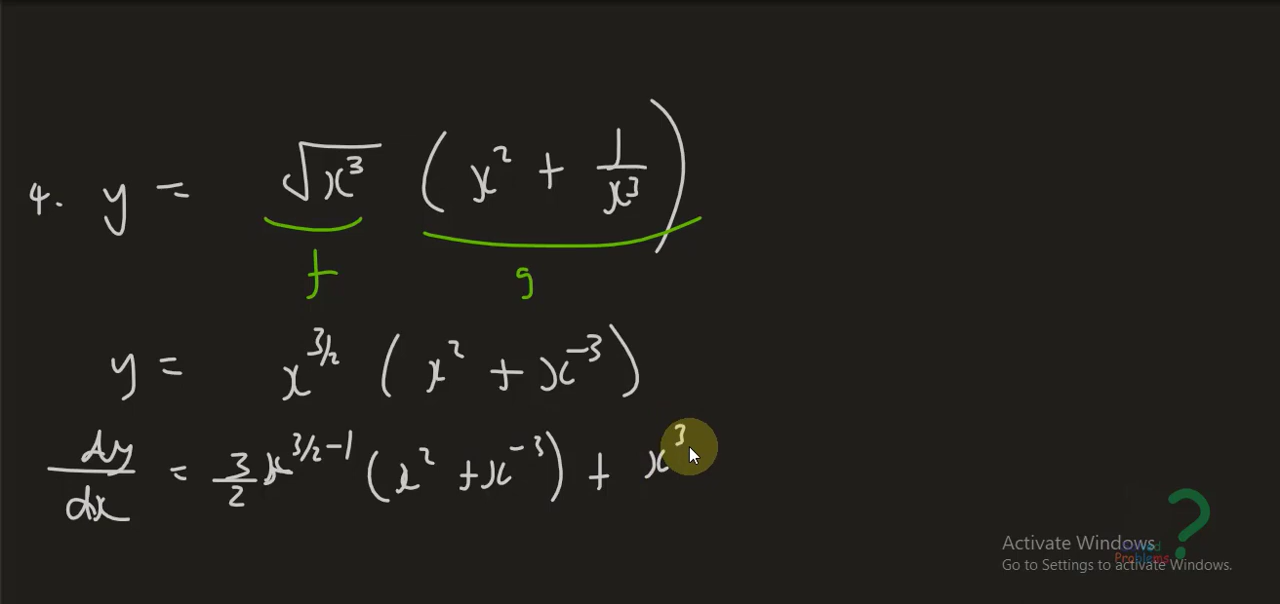 4. y = √x³ (x² + 1/x³)
f g
y = x^(3/2) (x² + x⁻³)
dy/dx = 3/2 x^(3/2-1) (x² + x⁻³) + x³
Activate Windows
Go to Settings to activate Windows.
Problems
?